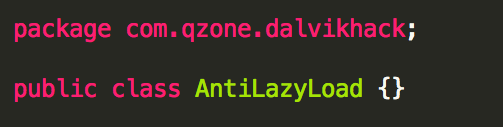 package com.qzone.dalvikhack;
public class AntiLazyLoad {}